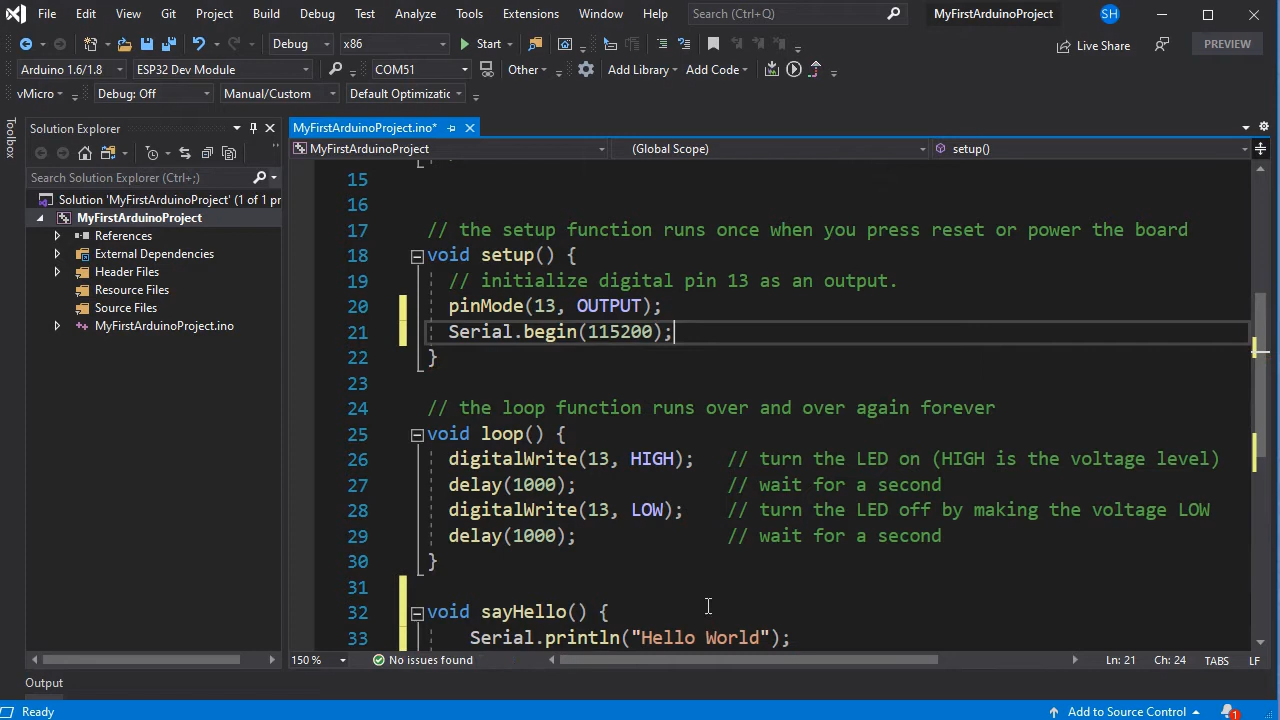 File Edit View Git Project Build Debug Test Analyze Tools Extensions Window Help Search (Ctrl+Q) MyFirstArduinoProject SH
Debug x86 Start Live Share PREVIEW
Arduino 1.6/1.8 ESP32 Dev Module COM51 Other Add Library Add Code
vMicro Debug: Off Manual/Custom Default Optimizatic
Toolbox
Solution Explorer
Search Solution Explorer (Ctrl+;)
Solution 'MyFirstArduinoProject' (1 of 1 pr
MyFirstArduinoProject
References
External Dependencies
Header Files
Resource Files
Source Files
MyFirstArduinoProject.ino
MyFirstArduinoProject.ino*
MyFirstArduinoProject (Global Scope) setup()
15
16
17 // the setup function runs once when you press reset or power the board
18 void setup() {
19 // initialize digital pin 13 as an output.
20 pinMode(13, OUTPUT);
21 Serial.begin(115200);
22 }
23
24 // the loop function runs over and over again forever
25 void loop() {
26 digitalWrite(13, HIGH); // turn the LED on (HIGH is the voltage level)
27 delay(1000); // wait for a second
28 digitalWrite(13, LOW); // turn the LED off by making the voltage LOW
29 delay(1000); // wait for a second
30 }
31
32 void sayHello() {
33 Serial.println("Hello World");
150 % No issues found Ln: 21 Ch: 24 TABS LF
Output
Ready Add to Source Control 1